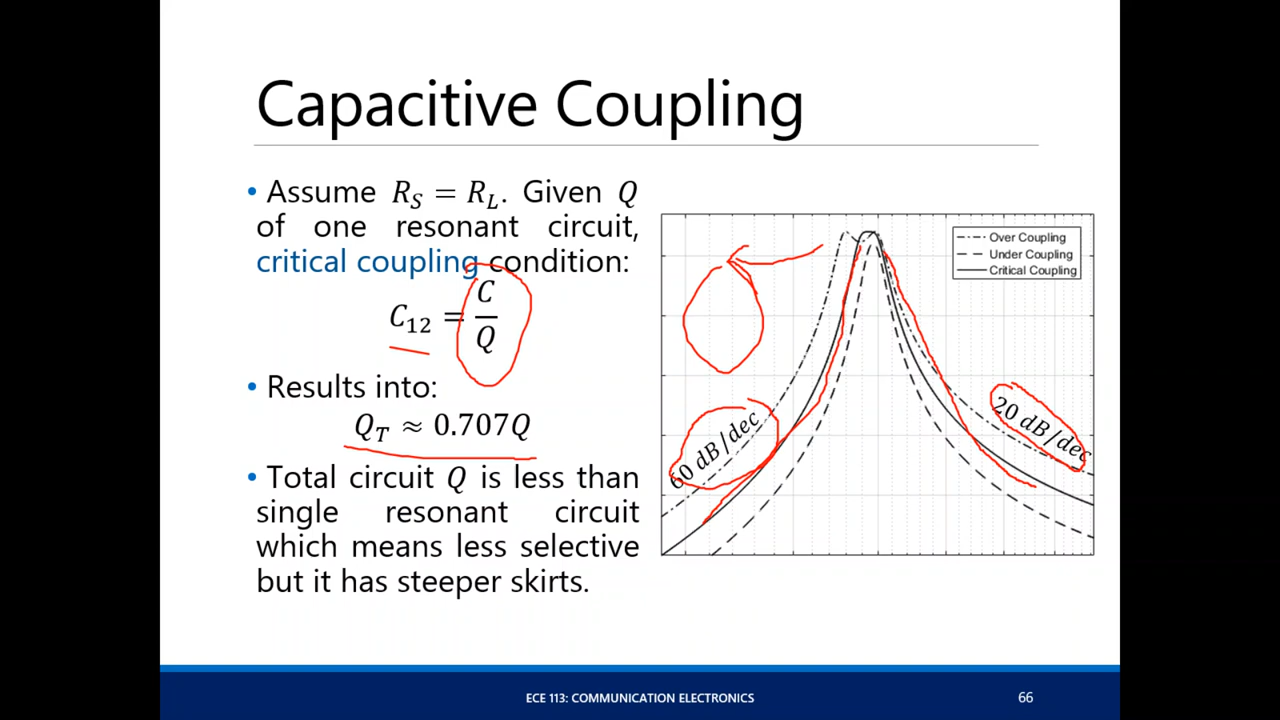 Capacitive Coupling
• Assume R_S = R_L. Given Q
of one resonant circuit,
critical coupling condition:
C_12 = C/Q
• Results into:
Q_T ≈ 0.707Q
• Total circuit Q is less than
single resonant circuit
which means less selective
but it has steeper skirts.
Over Coupling
Under Coupling
Critical Coupling
60 dB/dec
20 dB/dec
ECE 113: COMMUNICATION ELECTRONICS
66